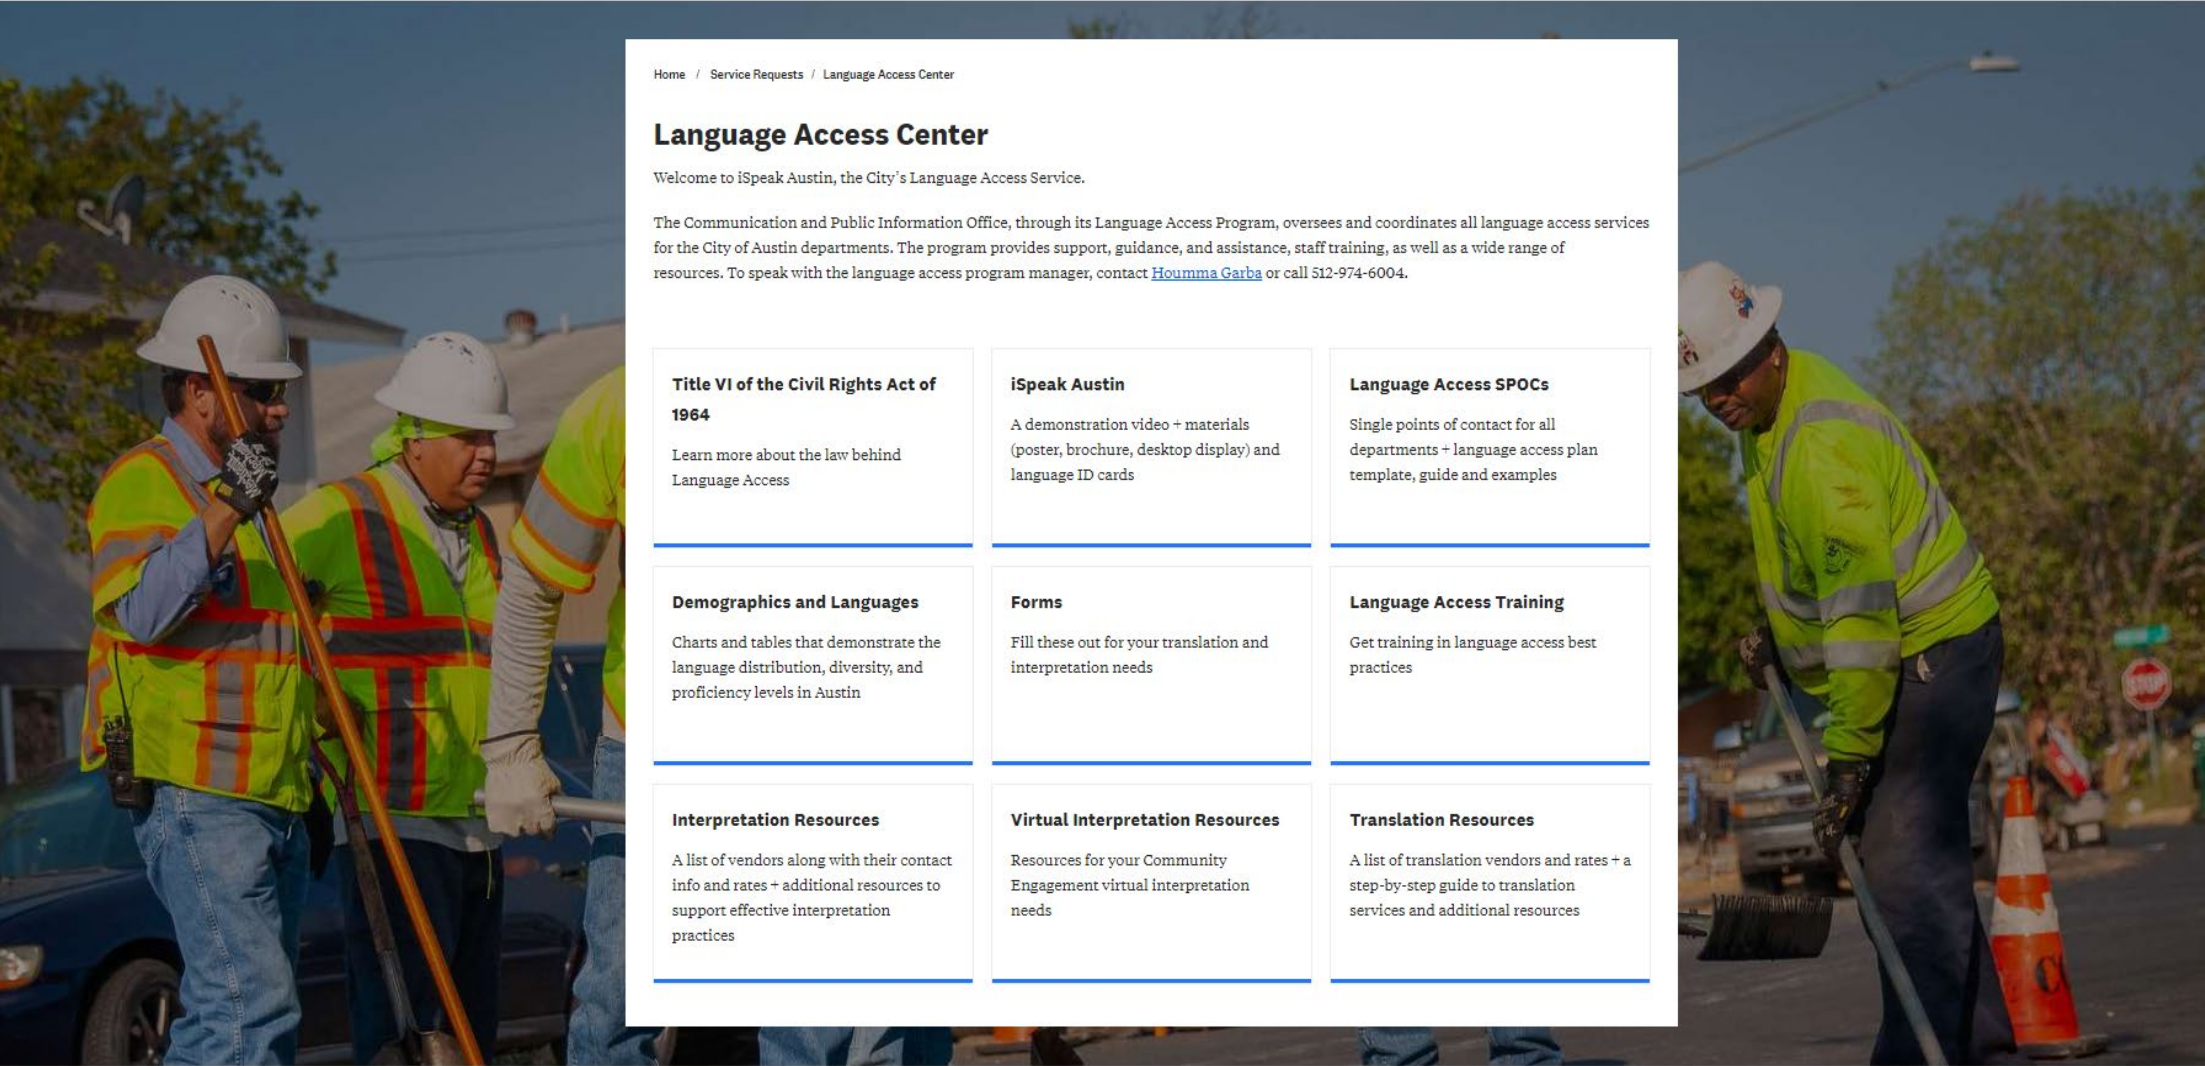 Home / Service Requests / Language Access Center
Language Access Center
Welcome to iSpeak Austin, the City's Language Access Service.
The Communication and Public Information Office, through its Language Access Program, oversees and coordinates all language access services
for the City of Austin departments. The program provides support, guidance, and assistance, staff training, as well as a wide range of
resources. To speak with the language access program manager, contact Houmma Garba or call 512-974-6004.
Title VI of the Civil Rights Act of
1964
Learn more about the law behind
Language Access
iSpeak Austin
A demonstration video + materials
(poster, brochure, desktop display) and
language ID cards
Language Access SPOCs
Single points of contact for all
departments + language access plan
template, guide and examples
Demographics and Languages
Charts and tables that demonstrate the
language distribution, diversity, and
proficiency levels in Austin
Forms
Fill these out for your translation and
interpretation needs
Language Access Training
Get training in language access best
practices
Interpretation Resources
A list of vendors along with their contact
info and rates + additional resources to
support effective interpretation
practices
Virtual Interpretation Resources
Resources for your Community
Engagement virtual interpretation
needs
Translation Resources
A list of translation vendors and rates + a
step-by-step guide to translation
services and additional resources
STOP